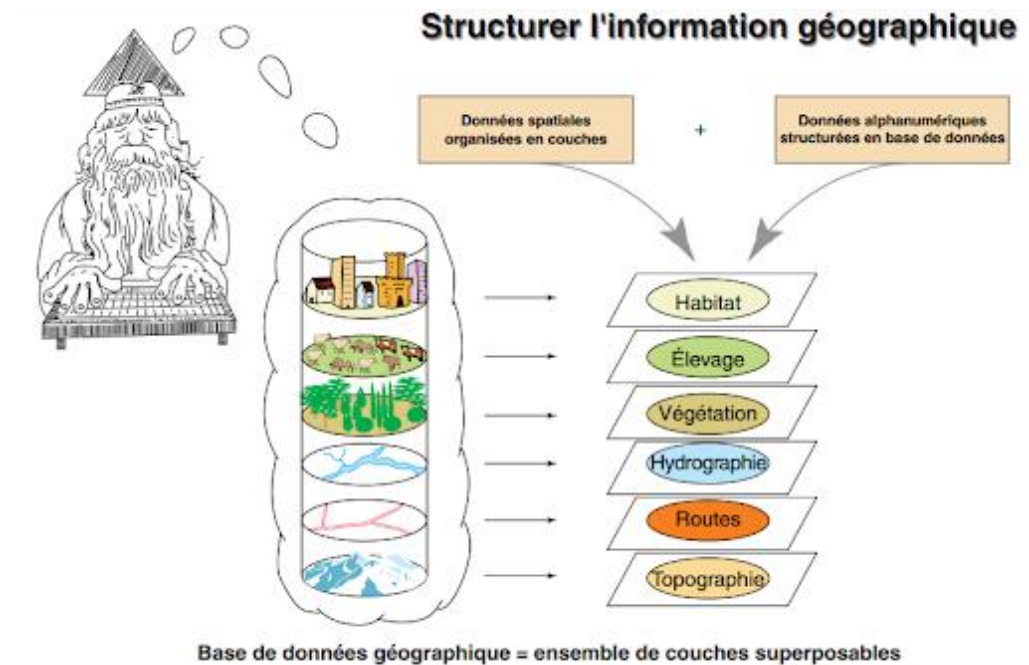 Structurer l'information géographique
Données spatiales
organisées en couches
+
Données alphanumériques
structurées en base de données
Habitat
Élevage
Végétation
Hydrographie
Routes
Topographie
Base de données géographique = ensemble de couches superposables